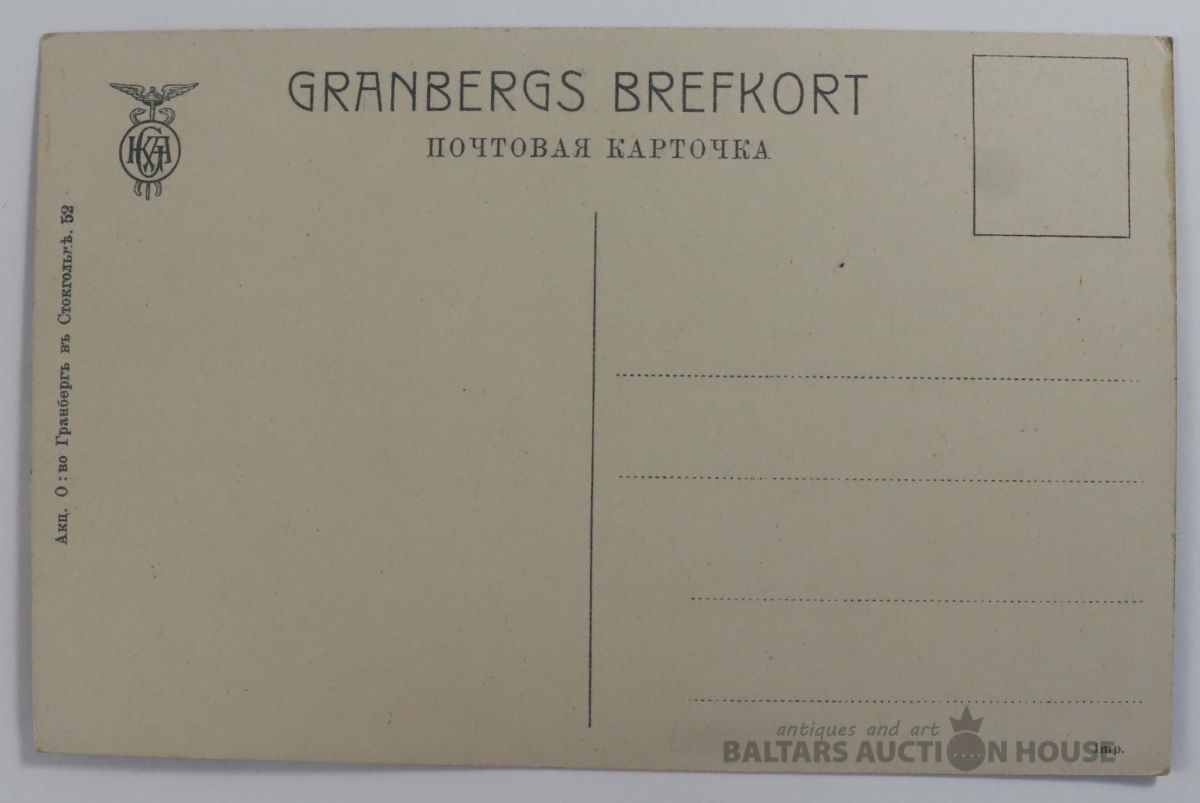 GRANBERGS BREFKORT
ПОЧТОВАЯ КАРТОЧКА
Акц. О:во Гранбергъ въ Стокгольмѣ. 52
Imp.
antiques and art
BALTARS AUCTION HOUSE